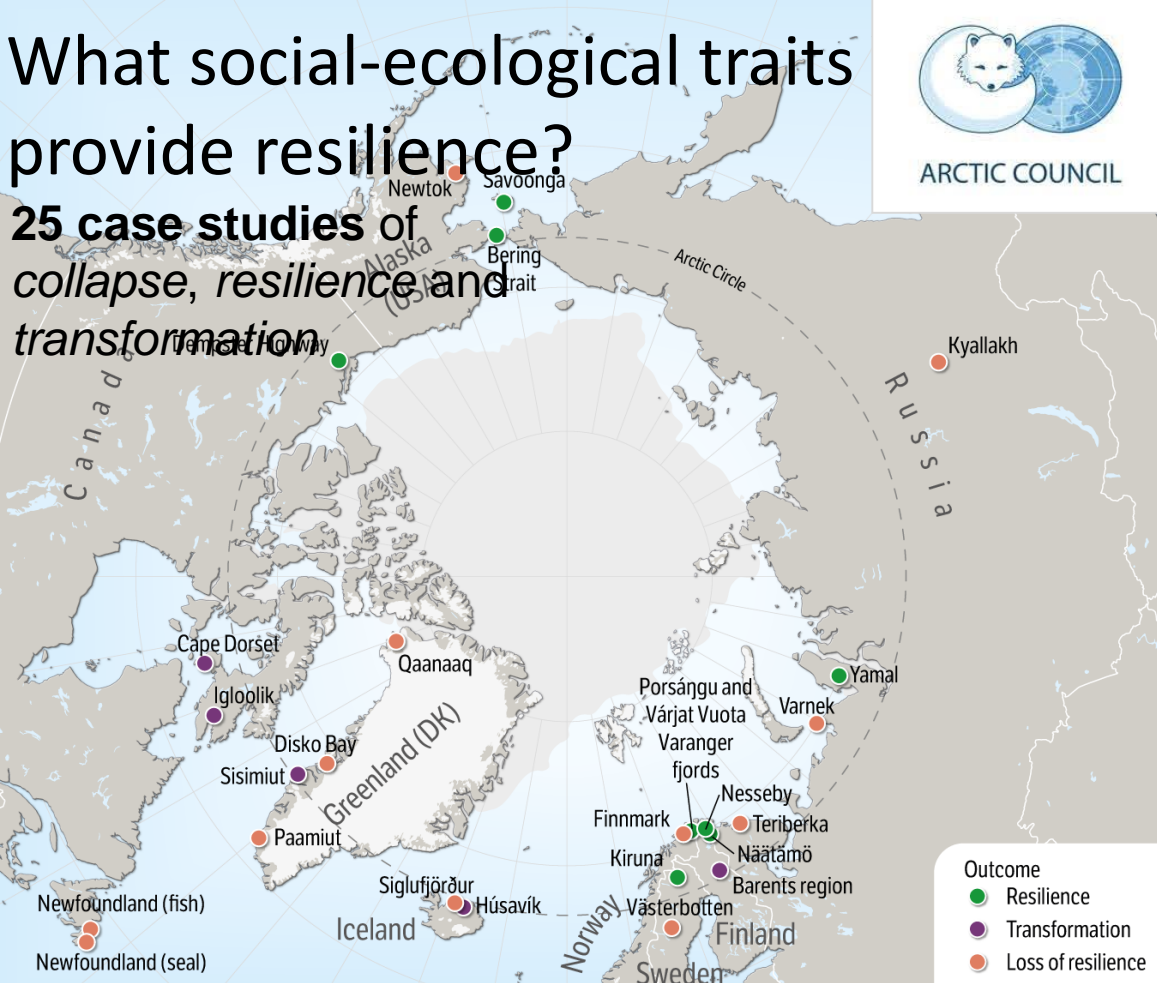 What social-ecological traits
provide resilience?
25 case studies of
collapse, resilience and
transformation
ARCTIC COUNCIL
Newtok
Savoonga
Bering
Strait
Alaska
(USA)
Arctic Circle
Dempster Highway
Kyallakh
Canada
Russia
Cape Dorset
Igloolik
Qaanaaq
Disko Bay
Sisimiut
Greenland (DK)
Paamiut
Porsáŋgu and
Várjat Vuota
Varanger
fjords
Yamal
Varnek
Nesseby
Finnmark
Teriberka
Näätämö
Kiruna
Barents region
Siglufjörður
Húsavík
Iceland
Norway
Västerbotten
Finland
Sweden
Newfoundland (fish)
Newfoundland (seal)
Outcome
Resilience
Transformation
Loss of resilience